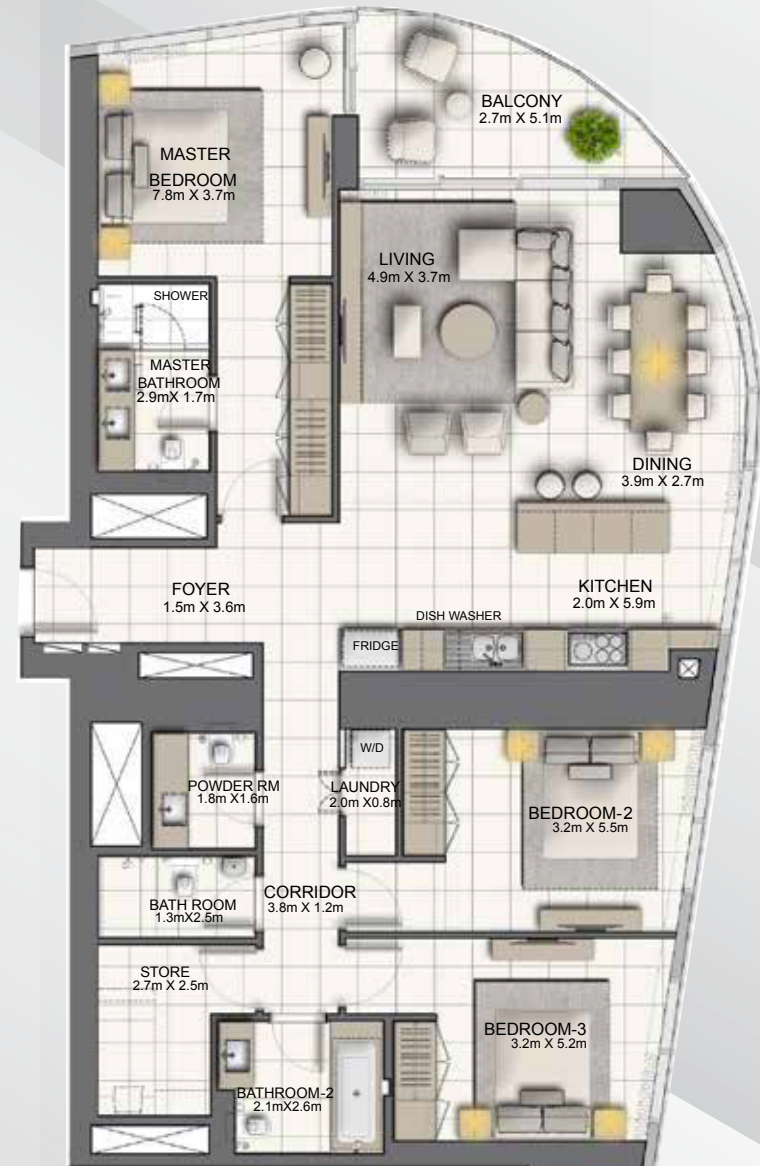 BALCONY
2.7m X 5.1m
MASTER
BEDROOM
7.8m X 3.7m
LIVING
4.9m X 3.7m
SHOWER
MASTER
BATHROOM
2.9mX 1.7m
DINING
3.9m X 2.7m
FOYER
1.5m X 3.6m
KITCHEN
2.0m X 5.9m
DISH WASHER
FRIDGE
W/D
POWDER RM
1.8m X1.6m
LAUNDRY
2.0m X0.8m
BEDROOM-2
3.2m X 5.5m
BATH ROOM
1.3mX2.5m
CORRIDOR
3.8m X 1.2m
STORE
2.7m X 2.5m
BEDROOM-3
3.2m X 5.2m
BATHROOM-2
2.1mX2.6m